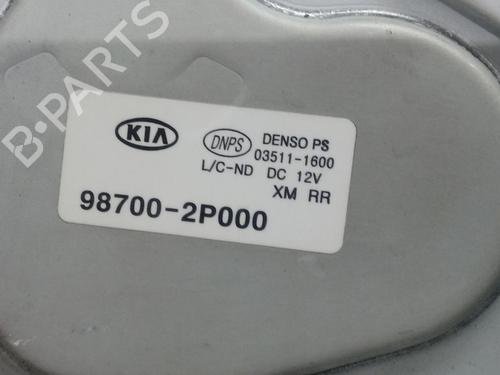 B-PARTS
KIA
DNPS
DENSO PS
03511-1600
L/C-ND DC 12V
XM RR
98700-2P000